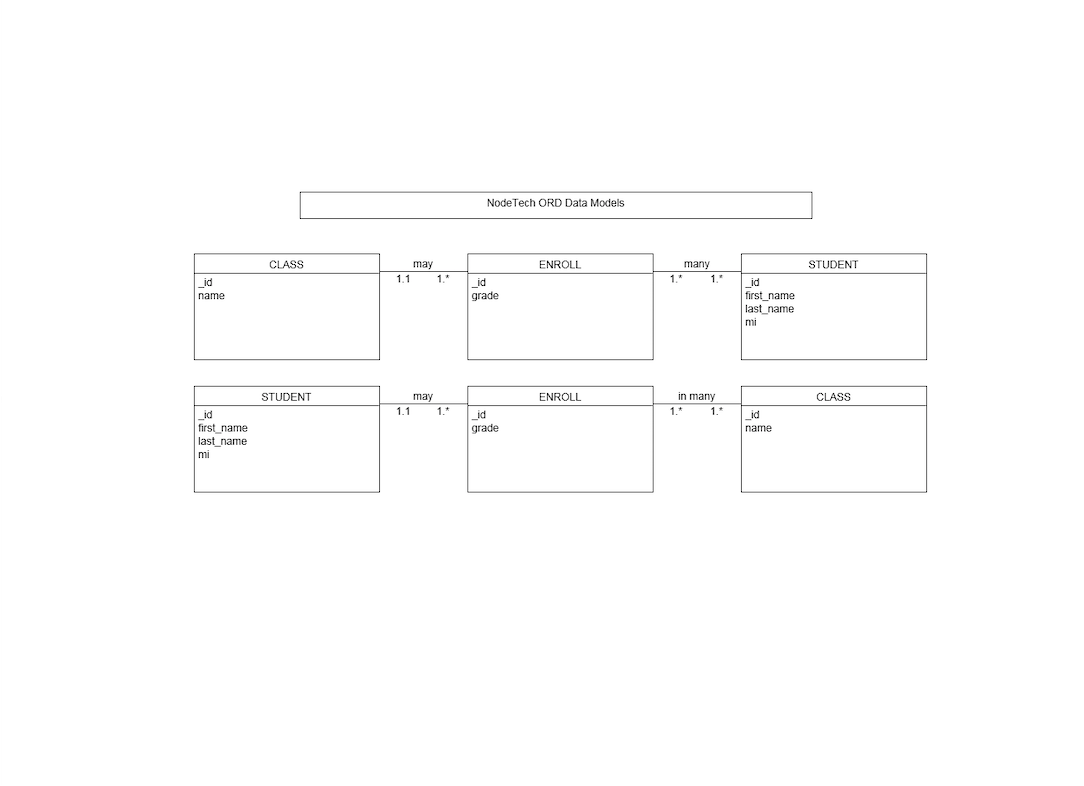 NodeTech ORD Data Models
CLASS
_id
name
may
1.1 1.*
ENROLL
_id
grade
many
1.* 1.*
STUDENT
_id
first_name
last_name
mi
STUDENT
_id
first_name
last_name
mi
may
1.1 1.*
ENROLL
_id
grade
in many
1.* 1.*
CLASS
_id
name